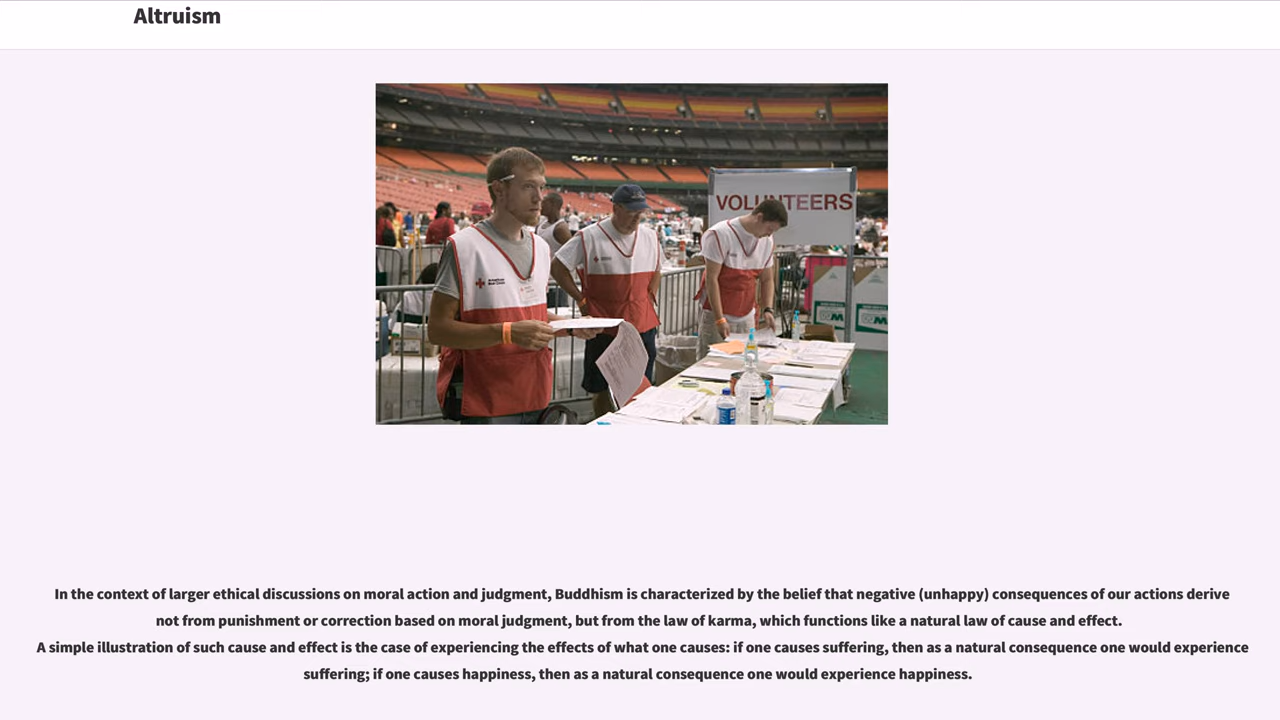 Altruism
VOLUNTEERS
American
Red Cross
In the context of larger ethical discussions on moral action and judgment, Buddhism is characterized by the belief that negative (unhappy) consequences of our actions derive
not from punishment or correction based on moral judgment, but from the law of karma, which functions like a natural law of cause and effect.
A simple illustration of such cause and effect is the case of experiencing the effects of what one causes: if one causes suffering, then as a natural consequence one would experience
suffering; if one causes happiness, then as a natural consequence one would experience happiness.